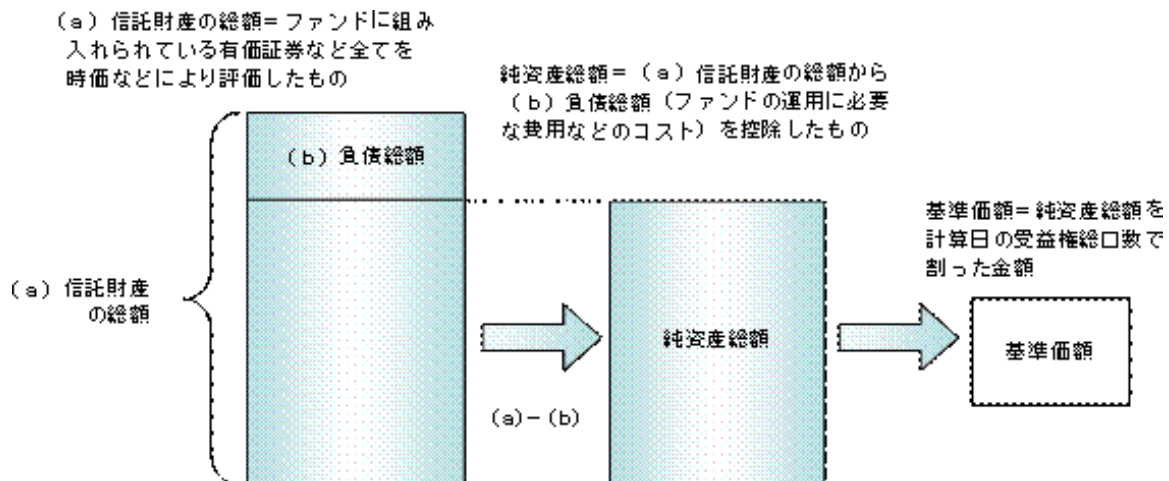 (a) 信託財産の総額=ファンドに組み
入れられている有価証券など全てを
時価などにより評価したもの
純資産総額=(a) 信託財産の総額から
(b) 負債総額(ファンドの運用に必要
な費用などのコスト)を控除したもの
(b) 負債総額
基準価額=純資産総額を
計算日の受益権総口数で
割った金額
(a) 信託財産
の総額
純資産総額
基準価額
(a)-(b)